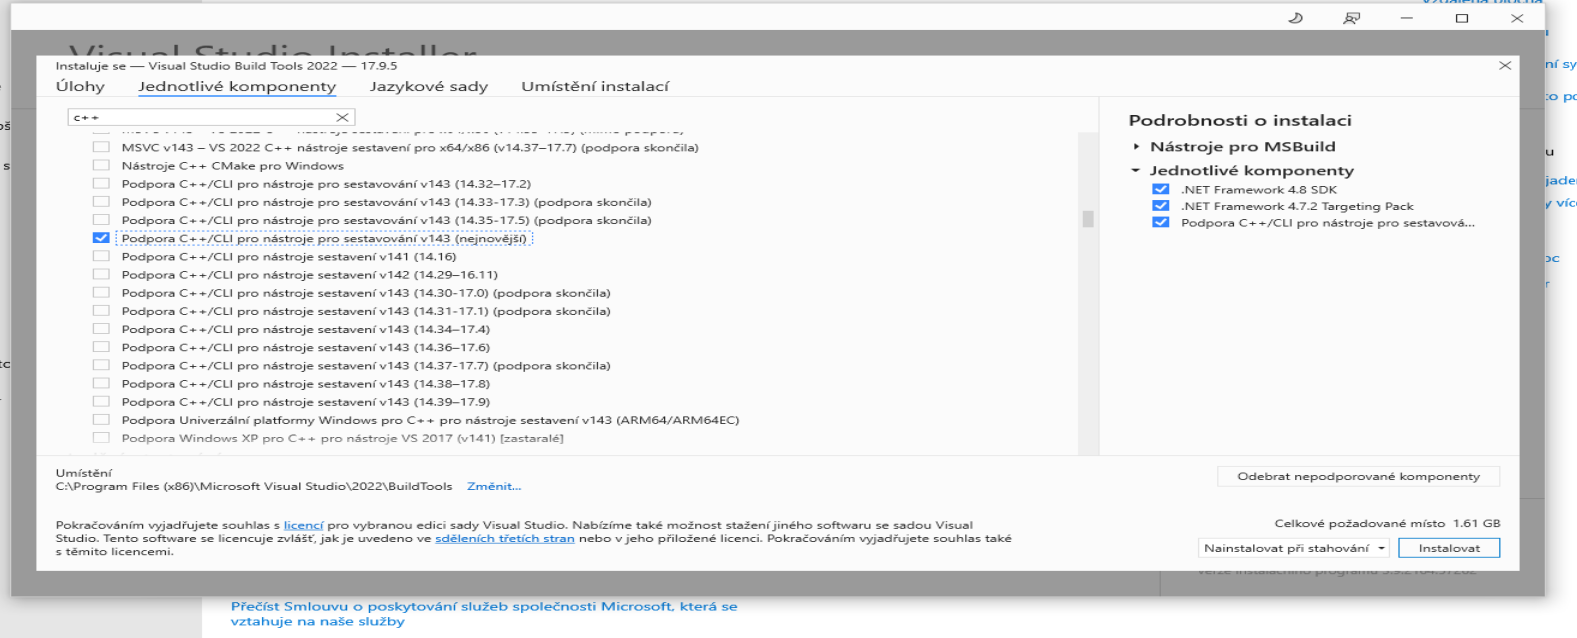 Visual Studio Installer
Instaluje se — Visual Studio Build Tools 2022 — 17.9.5
Úlohy Jednotlivé komponenty Jazykové sady Umístění instalací
c++
MSVC v143 – VS 2022 C++ nástroje sestavení pro x64/x86 (v14.37–17.7) (podpora skončila)
Nástroje C++ CMake pro Windows
Podpora C++/CLI pro nástroje pro sestavování v143 (14.32–17.2)
Podpora C++/CLI pro nástroje pro sestavování v143 (14.33-17.3) (podpora skončila)
Podpora C++/CLI pro nástroje pro sestavování v143 (14.35-17.5) (podpora skončila)
Podpora C++/CLI pro nástroje pro sestavování v143 (nejnovější)
Podpora C++/CLI pro nástroje sestavení v141 (14.16)
Podpora C++/CLI pro nástroje sestavení v142 (14.29–16.11)
Podpora C++/CLI pro nástroje sestavení v143 (14.30-17.0) (podpora skončila)
Podpora C++/CLI pro nástroje sestavení v143 (14.31-17.1) (podpora skončila)
Podpora C++/CLI pro nástroje sestavení v143 (14.34–17.4)
Podpora C++/CLI pro nástroje sestavení v143 (14.36–17.6)
Podpora C++/CLI pro nástroje sestavení v143 (14.37-17.7) (podpora skončila)
Podpora C++/CLI pro nástroje sestavení v143 (14.38–17.8)
Podpora C++/CLI pro nástroje sestavení v143 (14.39–17.9)
Podpora Univerzální platformy Windows pro C++ pro nástroje sestavení v143 (ARM64/ARM64EC)
Podpora Windows XP pro C++ pro nástroje VS 2017 (v141) [zastaralé]
Podrobnosti o instalaci
Nástroje pro MSBuild
Jednotlivé komponenty
.NET Framework 4.8 SDK
.NET Framework 4.7.2 Targeting Pack
Podpora C++/CLI pro nástroje pro sestavová...
Umístění
C:\Program Files (x86)\Microsoft Visual Studio\2022\BuildTools Změnit...
Odebrat nepodporované komponenty
Pokračováním vyjadřujete souhlas s licencí pro vybranou edici sady Visual Studio. Nabízíme také možnost stažení jiného softwaru se sadou Visual
Studio. Tento software se licencuje zvlášť, jak je uvedeno ve sděleních třetích stran nebo v jeho přiložené licenci. Pokračováním vyjadřujete souhlas také
s těmito licencemi.
Celkové požadované místo 1.61 GB
Nainstalovat při stahování Instalovat
Přečíst Smlouvu o poskytování služeb společnosti Microsoft, která se
vztahuje na naše služby